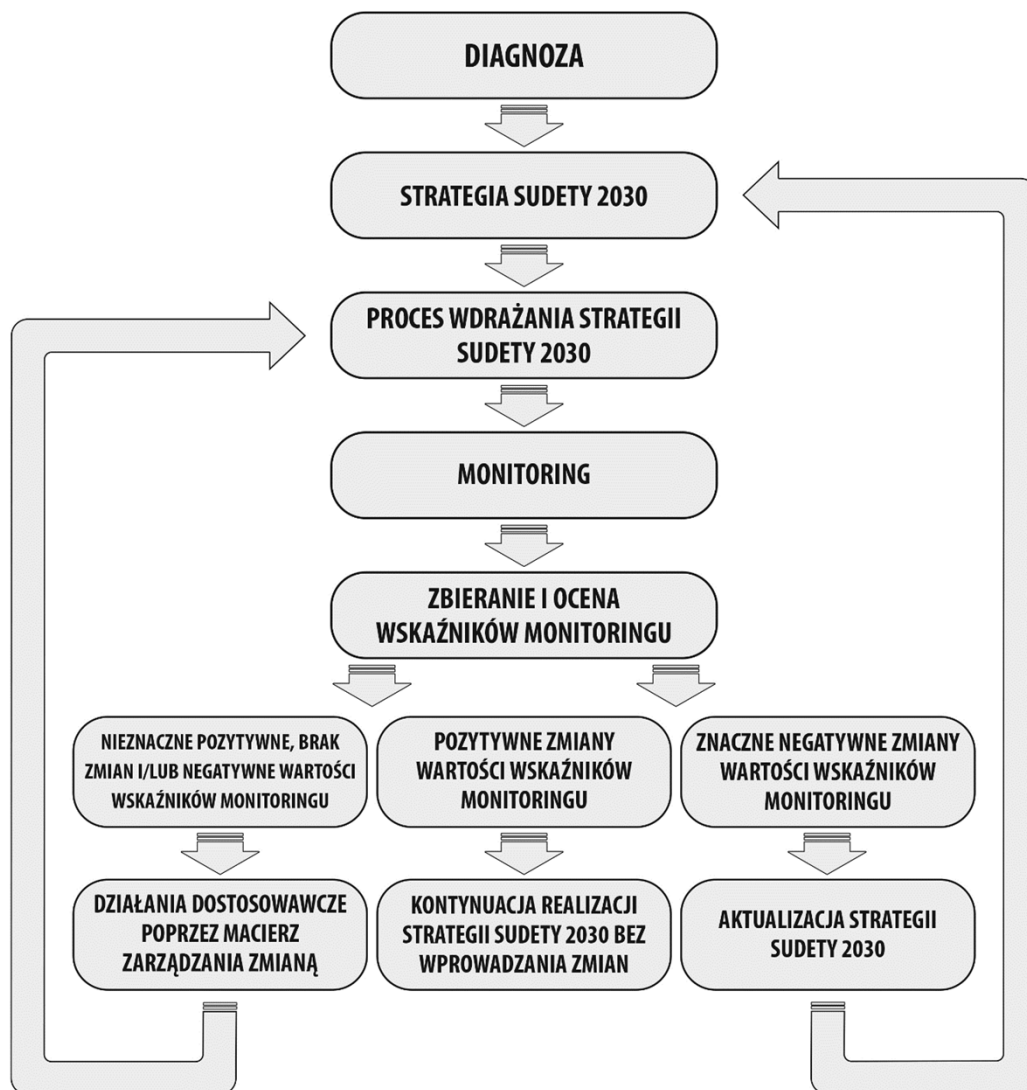 DIAGNOZA
STRATEGIA SUDETY 2030
PROCES WDRAŻANIA STRATEGII
SUDETY 2030
MONITORING
ZBIERANIE I OCENA
WSKAŹNIKÓW MONITORINGU
NIEZNACZNE POZYTYWNE, BRAK
ZMIAN I/LUB NEGATYWNE WARTOŚCI
WSKAŹNIKÓW MONITORINGU
POZYTYWNE ZMIANY
WARTOŚCI WSKAŹNIKÓW
MONITORINGU
ZNACZNE NEGATYWNE ZMIANY
WARTOŚCI WSKAŹNIKÓW
MONITORINGU
DZIAŁANIA DOSTOSOWAWCZE
POPRZEZ MACIERZ
ZARZĄDZANIA ZMIANĄ
KONTYNUACJA REALIZACJI
STRATEGII SUDETY 2030 BEZ
WPROWADZANIA ZMIAN
AKTUALIZACJA STRATEGII
SUDETY 2030